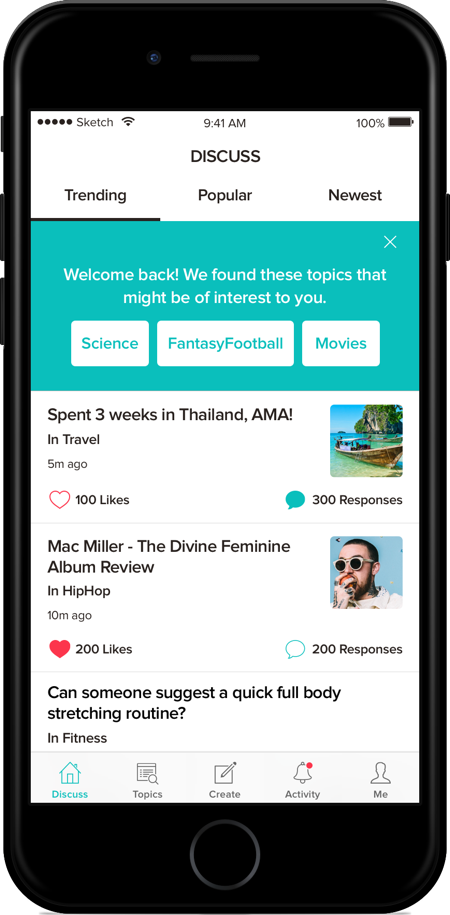 Sketch 9:41 AM 100%
DISCUSS
Trending Popular Newest
Welcome back! We found these topics that
might be of interest to you.
Science FantasyFootball Movies
Spent 3 weeks in Thailand, AMA!
In Travel
5m ago
100 Likes 300 Responses
Mac Miller - The Divine Feminine
Album Review
In HipHop
10m ago
200 Likes 200 Responses
Can someone suggest a quick full body
stretching routine?
In Fitness
Discuss Topics Create Activity Me